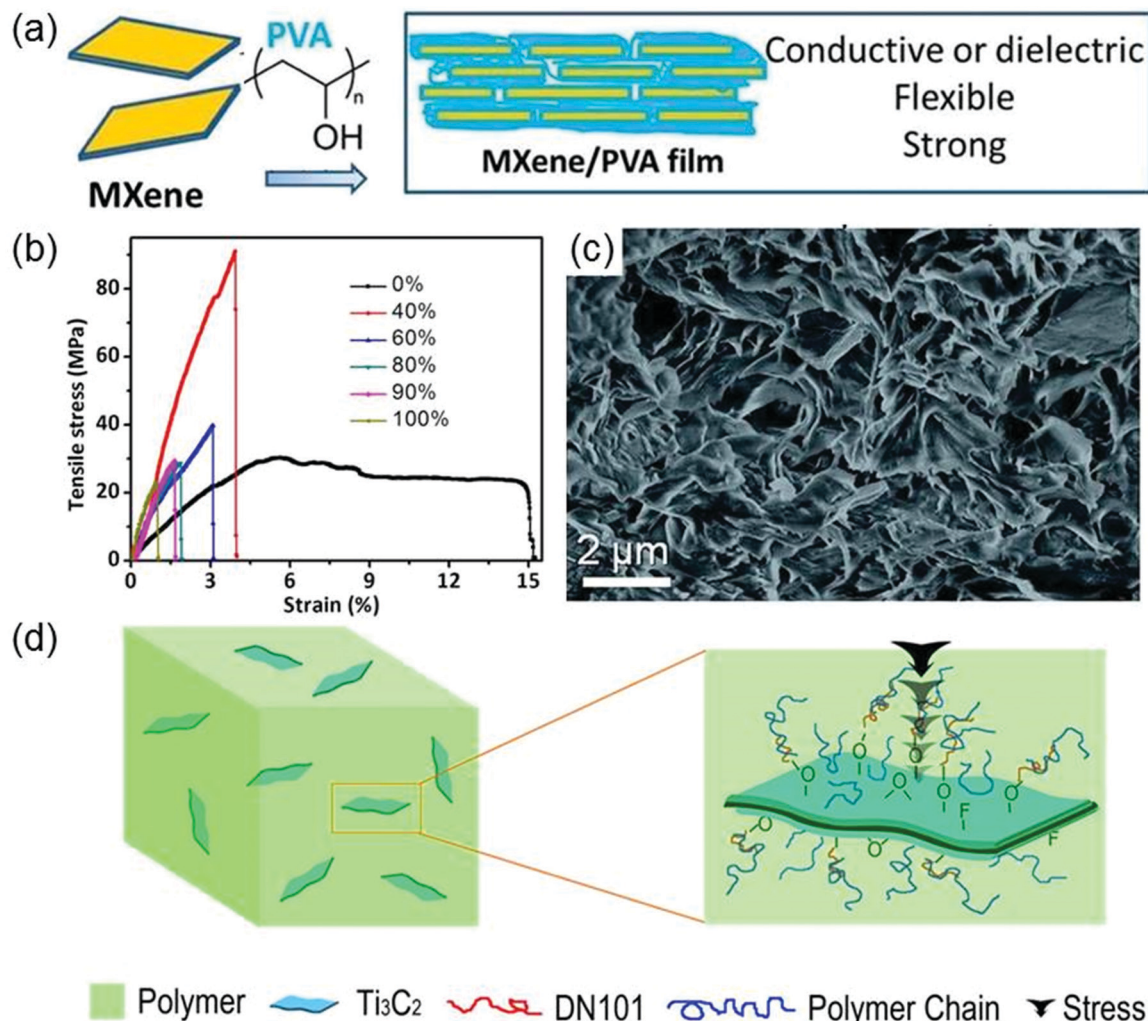 (a)
PVA
n
OH
MXene
MXene/PVA film
Conductive or dielectric
Flexible
Strong
(b)
Tensile stress (MPa)
80
60
40
20
0
0%
40%
60%
80%
90%
100%
0 3 6 9 12 15
Strain (%)
(c)
2 μm
(d)
O
O
O
O
O
O
F
O
O
F
Polymer Ti₃C₂ DN101 Polymer Chain Stress